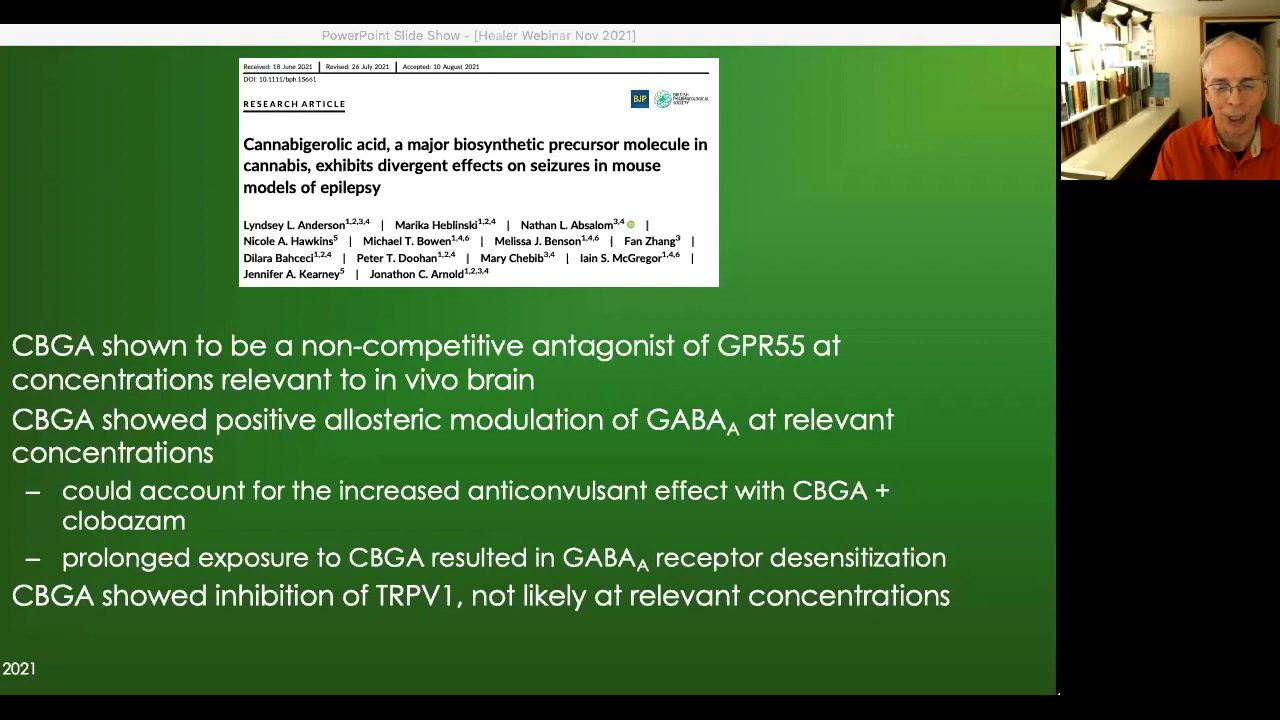 PowerPoint Slide Show - [Healer Webinar Nov 2021]
Received: 18 June 2021 | Revised: 26 July 2021 | Accepted: 10 August 2021
DOI: 10.1111/bph.15661
RESEARCH ARTICLE
BJP
BRITISH
PHARMACOLOGICAL
SOCIETY
Cannabigerolic acid, a major biosynthetic precursor molecule in
cannabis, exhibits divergent effects on seizures in mouse
models of epilepsy
Lyndsey L. Anderson1,2,3,4 | Marika Heblinski1,2,4 | Nathan L. Absalom3,4 |
Nicole A. Hawkins5 | Michael T. Bowen1,4,6 | Melissa J. Benson1,4,6 | Fan Zhang3 |
Dilara Bahceci1,2,4 | Peter T. Doohan1,2,4 | Mary Chebib3,4 | Iain S. McGregor1,4,6 |
Jennifer A. Kearney5 | Jonathon C. Arnold1,2,3,4
CBGA shown to be a non-competitive antagonist of GPR55 at
concentrations relevant to in vivo brain
CBGA showed positive allosteric modulation of GABAA at relevant
concentrations
– could account for the increased anticonvulsant effect with CBGA +
clobazam
– prolonged exposure to CBGA resulted in GABAA receptor desensitization
CBGA showed inhibition of TRPV1, not likely at relevant concentrations
2021